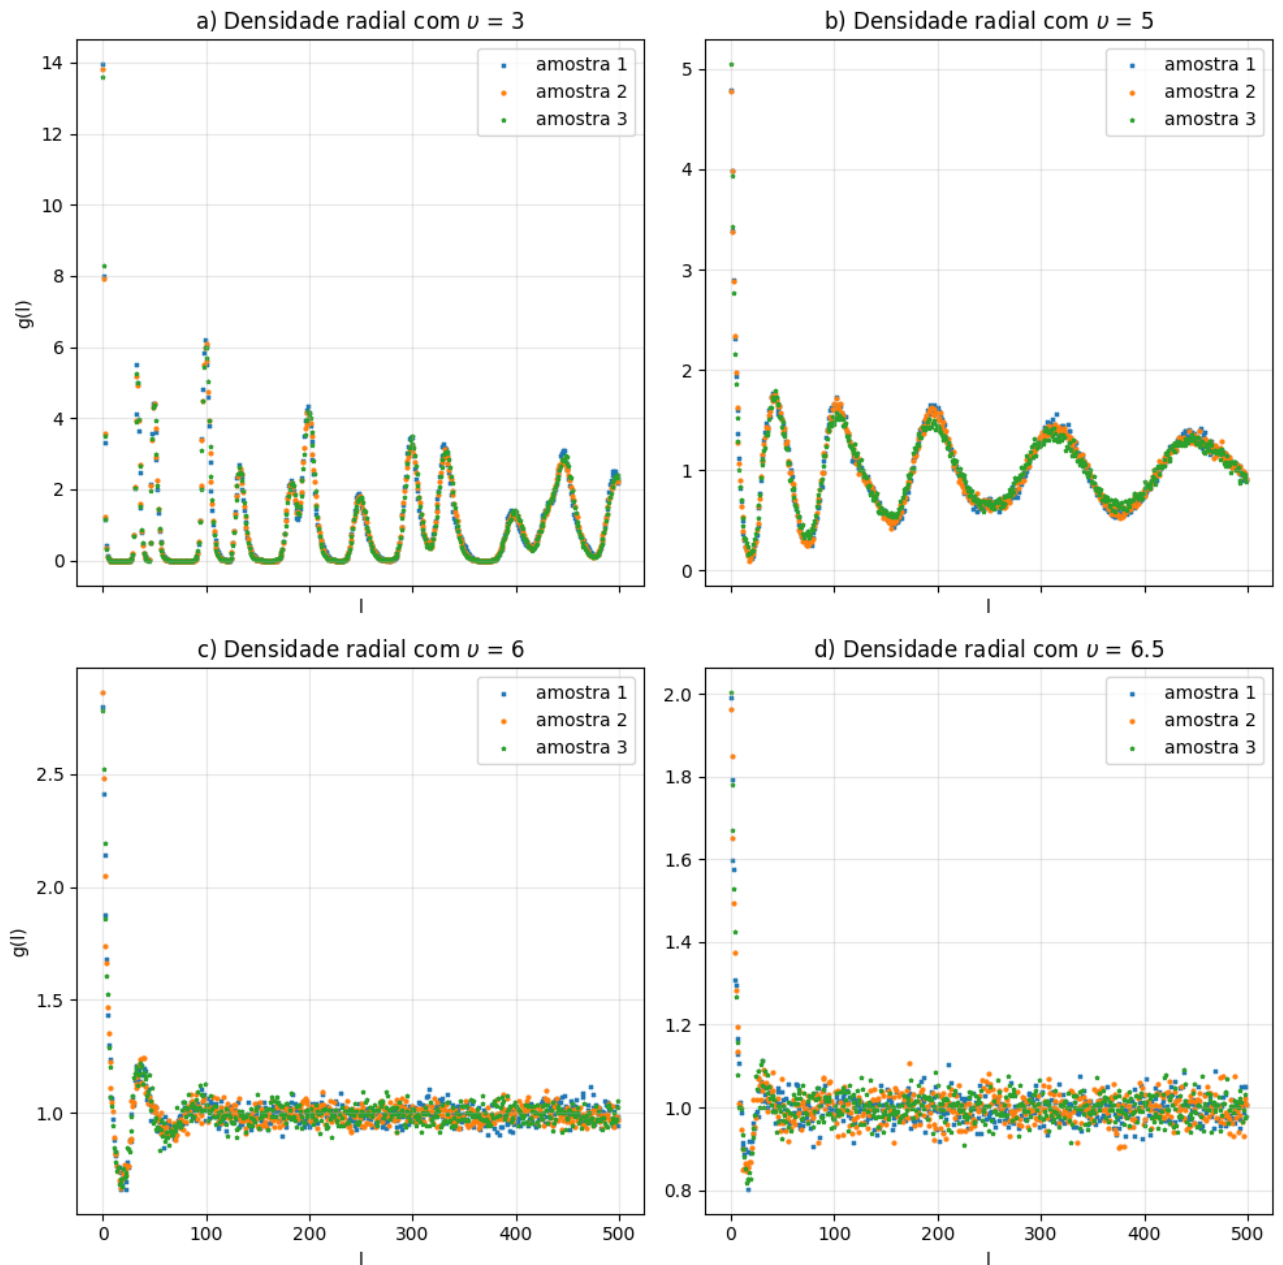 a) Densidade radial com υ = 3
14
12
10
8
6
4
2
0
g(l)
amostra 1
amostra 2
amostra 3
l
b) Densidade radial com υ = 5
5
4
3
2
1
0
amostra 1
amostra 2
amostra 3
l
c) Densidade radial com υ = 6
2.5
2.0
1.5
1.0
g(l)
amostra 1
amostra 2
amostra 3
0 100 200 300 400 500
l
d) Densidade radial com υ = 6.5
2.0
1.8
1.6
1.4
1.2
1.0
0.8
amostra 1
amostra 2
amostra 3
0 100 200 300 400 500
l